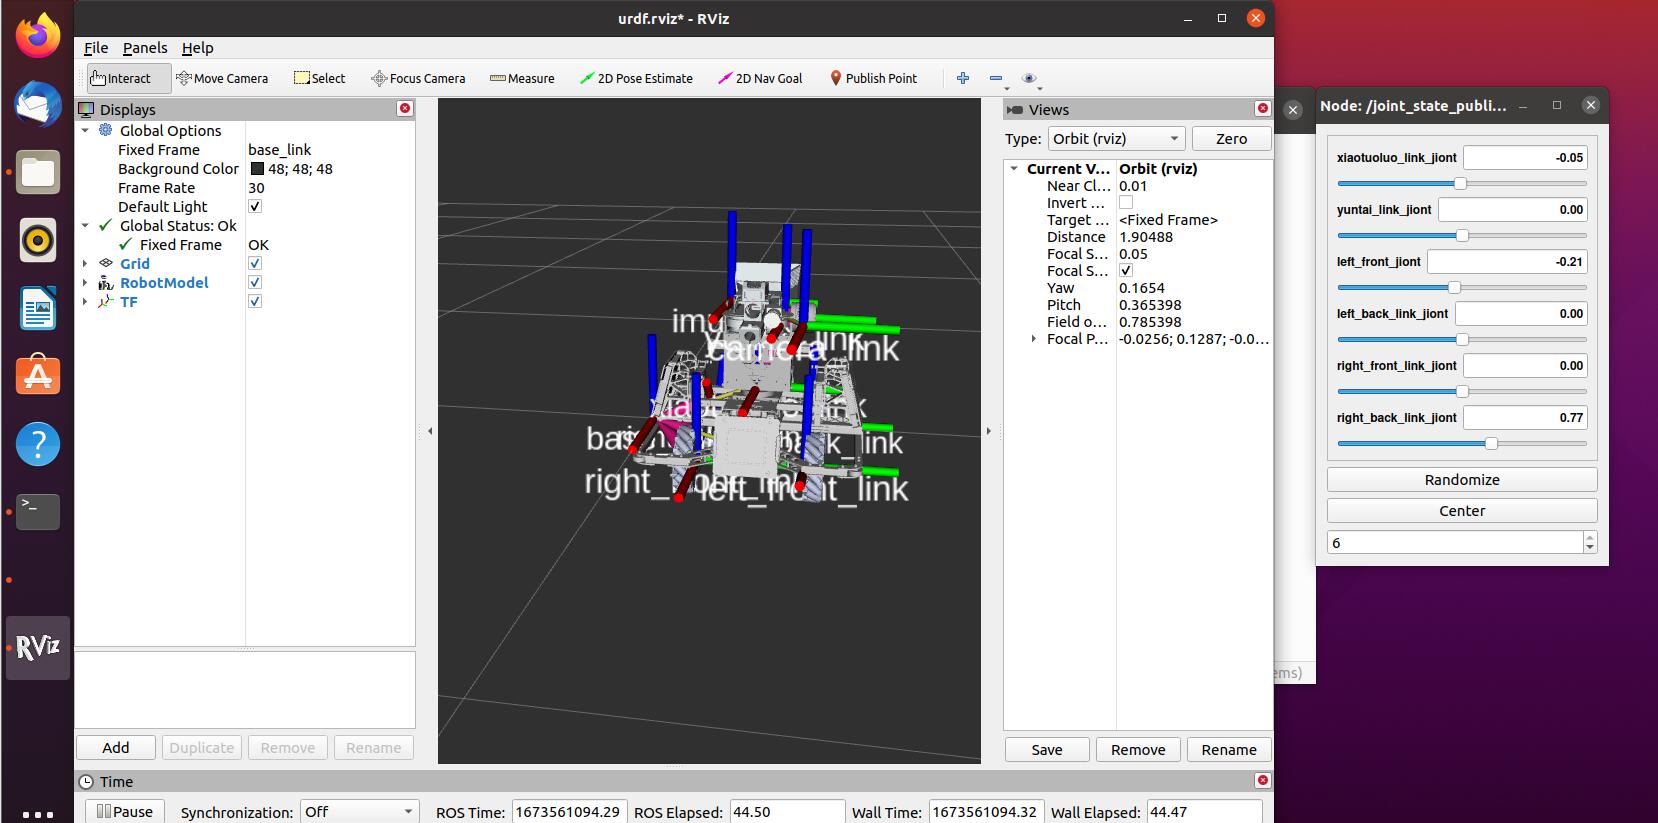 urdf.rviz* - RViz
File Panels Help
Interact Move Camera Select Focus Camera Measure 2D Pose Estimate 2D Nav Goal Publish Point
Displays
Global Options
Fixed Frame base_link
Background Color 48; 48; 48
Frame Rate 30
Default Light
Global Status: Ok
Fixed Frame OK
Grid
RobotModel
TF
Add Duplicate Remove Rename
camera_link
left_front_link
Views
Type: Orbit (rviz) Zero
Current V... Orbit (rviz)
Near Cl... 0.01
Invert ...
Target ... <Fixed Frame>
Distance 1.90488
Focal S... 0.05
Focal S...
Yaw 0.1654
Pitch 0.365398
Field o... 0.785398
Focal P... -0.0256; 0.1287; -0.0...
Save Remove Rename
Time
Pause Synchronization: Off ROS Time: 1673561094.29 ROS Elapsed: 44.50 Wall Time: 1673561094.32 Wall Elapsed: 44.47
RViz
ems)
Node: /joint_state_publi...
xiaotuoluo_link_jiont -0.05
yuntai_link_jiont 0.00
left_front_jiont -0.21
left_back_link_jiont 0.00
right_front_link_jiont 0.00
right_back_link_jiont 0.77
Randomize
Center
6